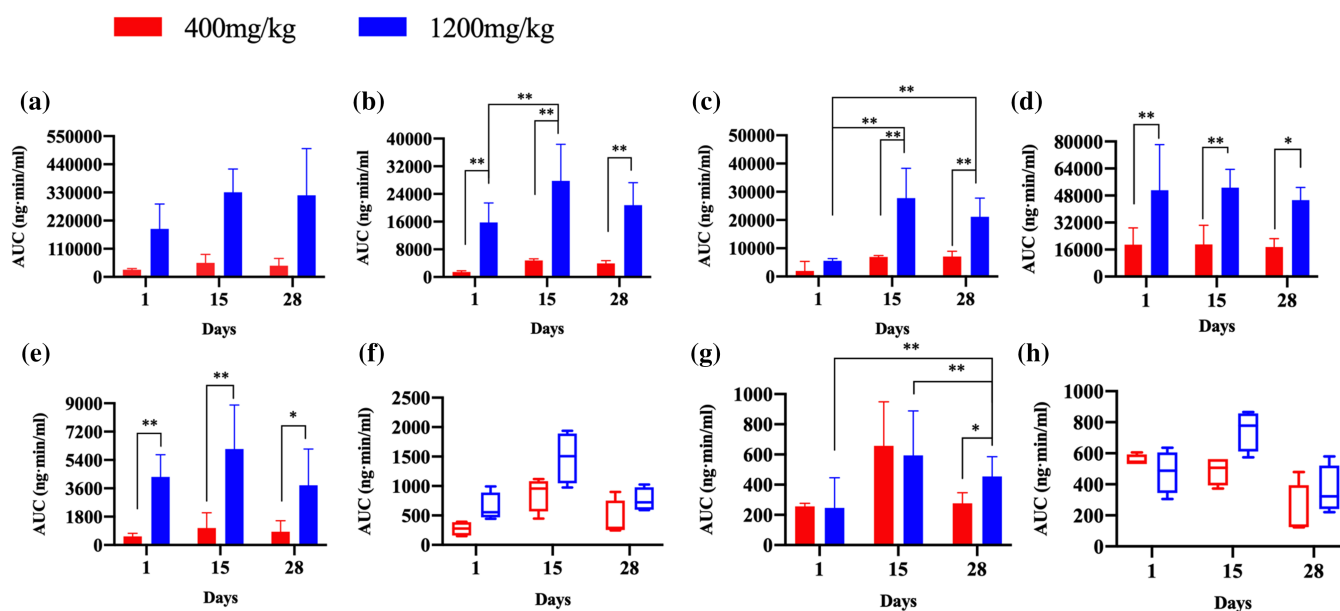 400mg/kg 1200mg/kg
(a)
AUC (ng·min/ml)
550000
440000
330000
220000
110000
0
1 15 28
Days
(b)
AUC (ng·min/ml)
40000
32000
24000
16000
8000
0
** ** ** **
1 15 28
Days
(c)
AUC (ng·min/ml)
50000
40000
30000
20000
10000
0
** ** ** **
1 15 28
Days
(d)
AUC (ng·min/ml)
80000
64000
48000
32000
16000
0
** ** *
1 15 28
Days
(e)
AUC (ng·min/ml)
9000
7200
5400
3600
1800
0
** ** *
1 15 28
Days
(f)
AUC (ng·min/ml)
2500
2000
1500
1000
500
0
1 15 28
Days
(g)
AUC (ng·min/ml)
1000
800
600
400
200
0
** ** *
1 15 28
Days
(h)
AUC (ng·min/ml)
1000
800
600
400
200
0
1 15 28
Days